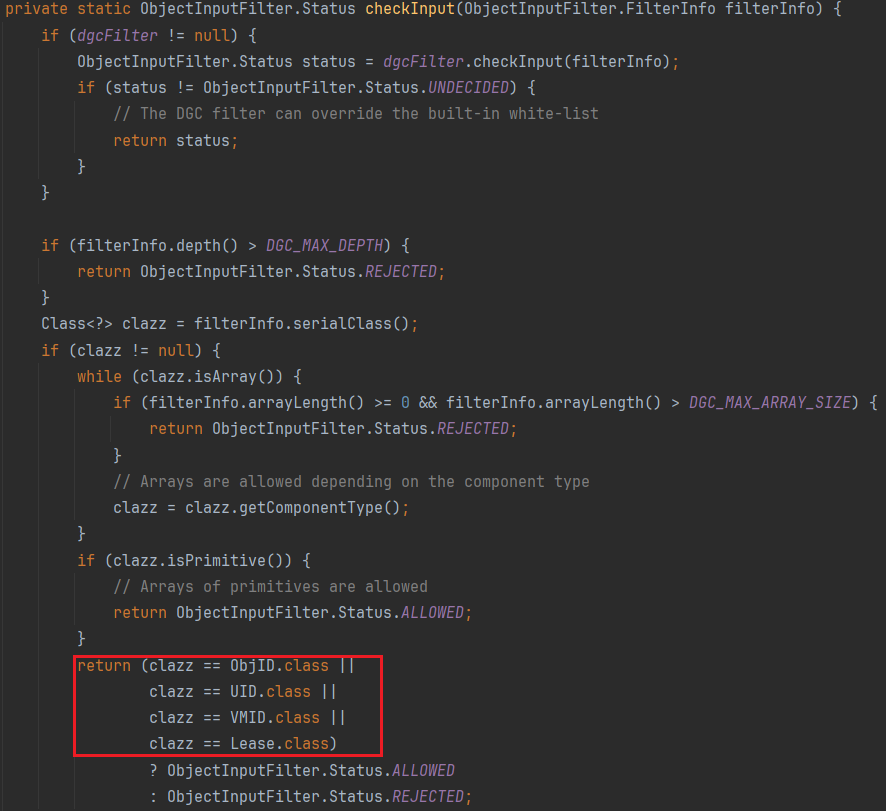 private static ObjectInputFilter.Status checkInput(ObjectInputFilter.FilterInfo filterInfo) {
    if (dgcFilter != null) {
        ObjectInputFilter.Status status = dgcFilter.checkInput(filterInfo);
        if (status != ObjectInputFilter.Status.UNDECIDED) {
            // The DGC filter can override the built-in white-list
            return status;
        }
    }

    if (filterInfo.depth() > DGC_MAX_DEPTH) {
        return ObjectInputFilter.Status.REJECTED;
    }
    Class<?> clazz = filterInfo.serialClass();
    if (clazz != null) {
        while (clazz.isArray()) {
            if (filterInfo.arrayLength() >= 0 && filterInfo.arrayLength() > DGC_MAX_ARRAY_SIZE) {
                return ObjectInputFilter.Status.REJECTED;
            }
            // Arrays are allowed depending on the component type
            clazz = clazz.getComponentType();
        }
        if (clazz.isPrimitive()) {
            // Arrays of primitives are allowed
            return ObjectInputFilter.Status.ALLOWED;
        }
        return (clazz == ObjID.class ||
                clazz == UID.class ||
                clazz == VMID.class ||
                clazz == Lease.class)
                ? ObjectInputFilter.Status.ALLOWED
                : ObjectInputFilter.Status.REJECTED;